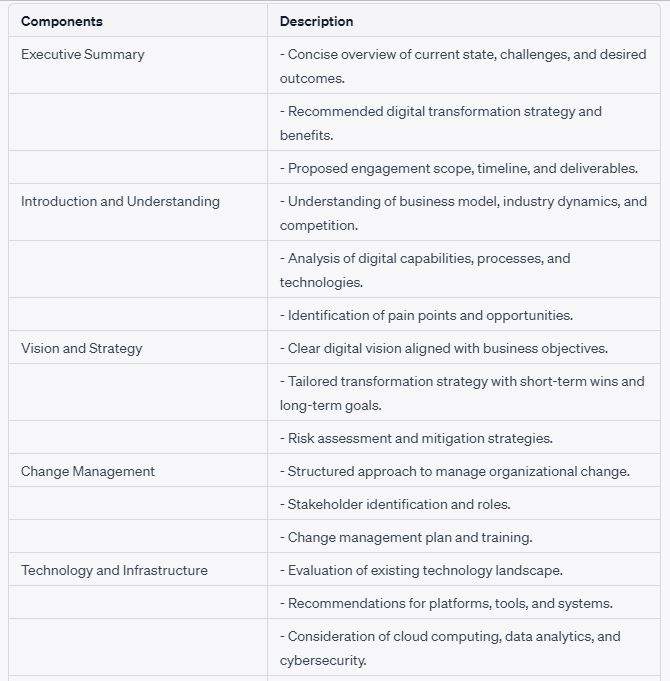 Components Description
Executive Summary - Concise overview of current state, challenges, and desired
outcomes.
- Recommended digital transformation strategy and
benefits.
- Proposed engagement scope, timeline, and deliverables.
Introduction and Understanding - Understanding of business model, industry dynamics, and
competition.
- Analysis of digital capabilities, processes, and
technologies.
- Identification of pain points and opportunities.
Vision and Strategy - Clear digital vision aligned with business objectives.
- Tailored transformation strategy with short-term wins and
long-term goals.
- Risk assessment and mitigation strategies.
Change Management - Structured approach to manage organizational change.
- Stakeholder identification and roles.
- Change management plan and training.
Technology and Infrastructure - Evaluation of existing technology landscape.
- Recommendations for platforms, tools, and systems.
- Consideration of cloud computing, data analytics, and
cybersecurity.